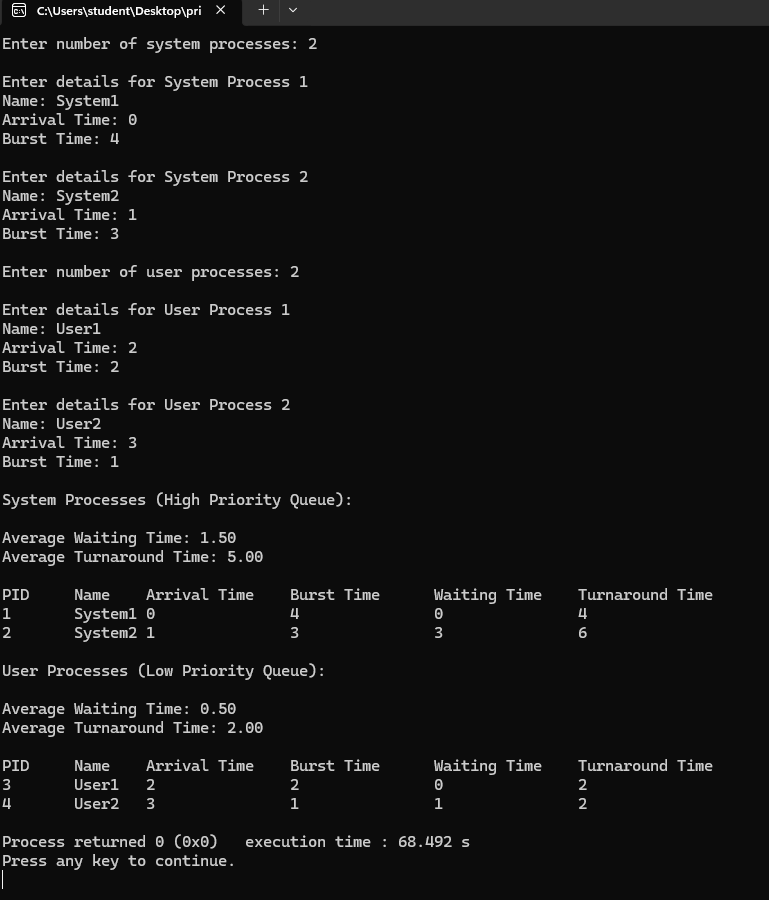 C:\Users\student\Desktop\pri
Enter number of system processes: 2
Enter details for System Process 1
Name: System1
Arrival Time: 0
Burst Time: 4
Enter details for System Process 2
Name: System2
Arrival Time: 1
Burst Time: 3
Enter number of user processes: 2
Enter details for User Process 1
Name: User1
Arrival Time: 2
Burst Time: 2
Enter details for User Process 2
Name: User2
Arrival Time: 3
Burst Time: 1
System Processes (High Priority Queue):
Average Waiting Time: 1.50
Average Turnaround Time: 5.00
PID Name Arrival Time Burst Time Waiting Time Turnaround Time
1 System1 0 4 0 4
2 System2 1 3 3 6
User Processes (Low Priority Queue):
Average Waiting Time: 0.50
Average Turnaround Time: 2.00
PID Name Arrival Time Burst Time Waiting Time Turnaround Time
3 User1 2 2 0 2
4 User2 3 1 1 2
Process returned 0 (0x0) execution time : 68.492 s
Press any key to continue.